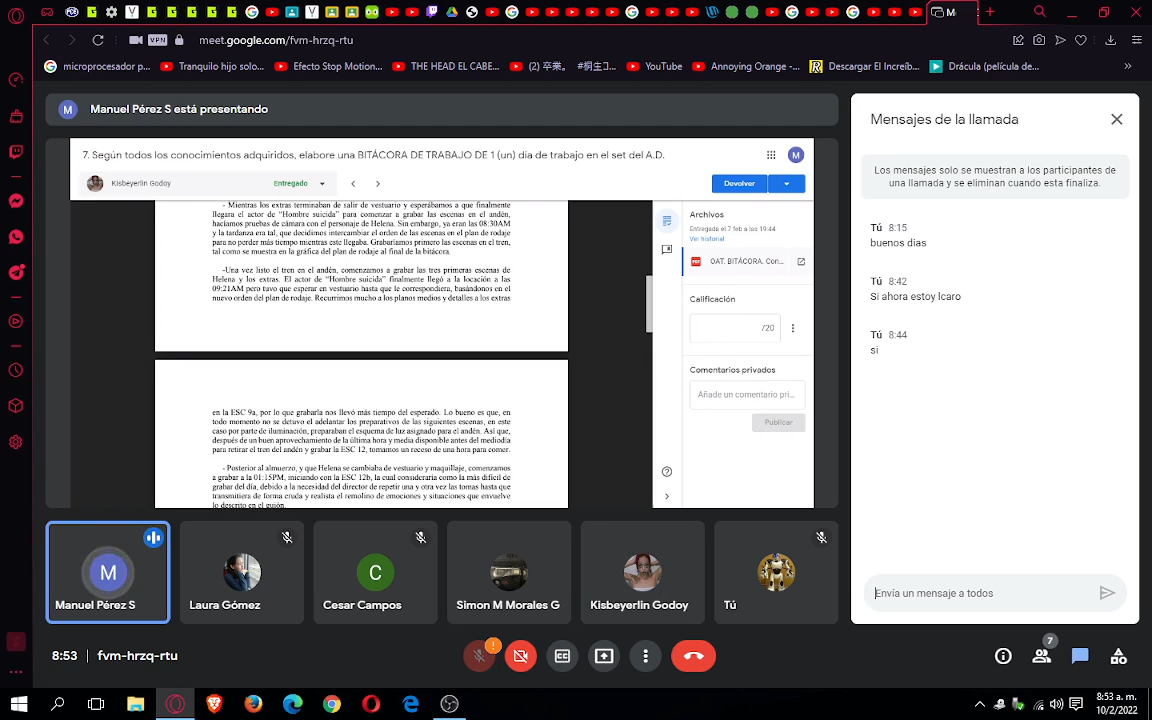 M
meet.google.com/fvm-hrzq-rtu
VPN
microprocesador p...
Tranquilo hijo solo...
Efecto Stop Motion...
THE HEAD EL CABE...
YouTube
Annoying Orange -...
Descargar El Increíb...
Drácula (película de...
M
Manuel Pérez S está presentando
7. Según todos los conocimientos adquiridos, elabore una BITÁCORA DE TRABAJO DE 1 (un) día de trabajo en el set del A.D.
M
Kisbeyerlin Godoy
Entregado
Devolver
- Mientras los extras terminaban de salir de vestuario y esperábamos a que finalmente
llegara el actor de “Hombre suicida” para comenzar a grabar las escenas en el andén,
hacíamos pruebas de cámara con el personaje de Helena. Sin embargo, ya eran las 08:30AM
y la tardanza era tal, que decidimos cambiar el orden de las escenas en el plan de rodaje
para no perder más tiempo mientras este llegaba. Grabaríamos primero las escenas en el tren,
tal como se muestra en la gráfica del plan de rodaje al final de la bitácora.
-Una vez listo el tren en el andén, comenzamos a grabar las tres primeras escenas de
Helena y los extras. El actor de “Hombre suicida” finalmente llegó a la locación a las
09:21AM pero tuvo que esperar en vestuario hasta que le correspondiera, basándonos en el
nuevo orden del plan de rodaje. Recurrimos mucho a los planos medios y detalles a los extras
en la ESC 9a, por lo que grabarla nos llevó más tiempo del esperado. Lo bueno es que, en
todo momento no se detuvo el adelantar los preparativos de las siguientes escenas, en este
caso por parte de iluminación, preparaban el esquema de luz asignado para el andén. Así que,
después de un buen aprovechamiento de la última hora y media disponible antes del mediodía
para retirar el tren del andén y grabar la ESC 12, tomamos un receso de una hora para comer.
- Posterior al almuerzo, y que Helena se cambiaba de vestuario y maquillaje, comenzamos
a grabar a la 01:15PM, iniciando con la ESC 12b, la cual consideraría como la más difícil de
grabar del día, debido a la necesidad del director de repetir una y otra vez las tomas hasta que
transmitiera de forma cruda y realista el remolino de emociones y situaciones que envuelve
lo descrito en el guión.
Archivos
Entregada el 7 feb a las 19:44
Ver historial
PDF
OAT. BITÁCORA. Con...
Calificación
/20
Comentarios privados
Añade un comentario pri...
Publicar
Mensajes de la llamada
Los mensajes solo se muestran a los participantes de
una llamada y se eliminan cuando esta finaliza.
Tú 8:15
buenos dias
Tú 8:42
Si ahora estoy lcaro
Tú 8:44
si
Envía un mensaje a todos
M
Manuel Pérez S
Laura Gómez
C
Cesar Campos
Simon M Morales G
Kisbeyerlin Godoy
Tú
8:53 | fvm-hrzq-rtu
7
8:53 a. m.
10/2/2022